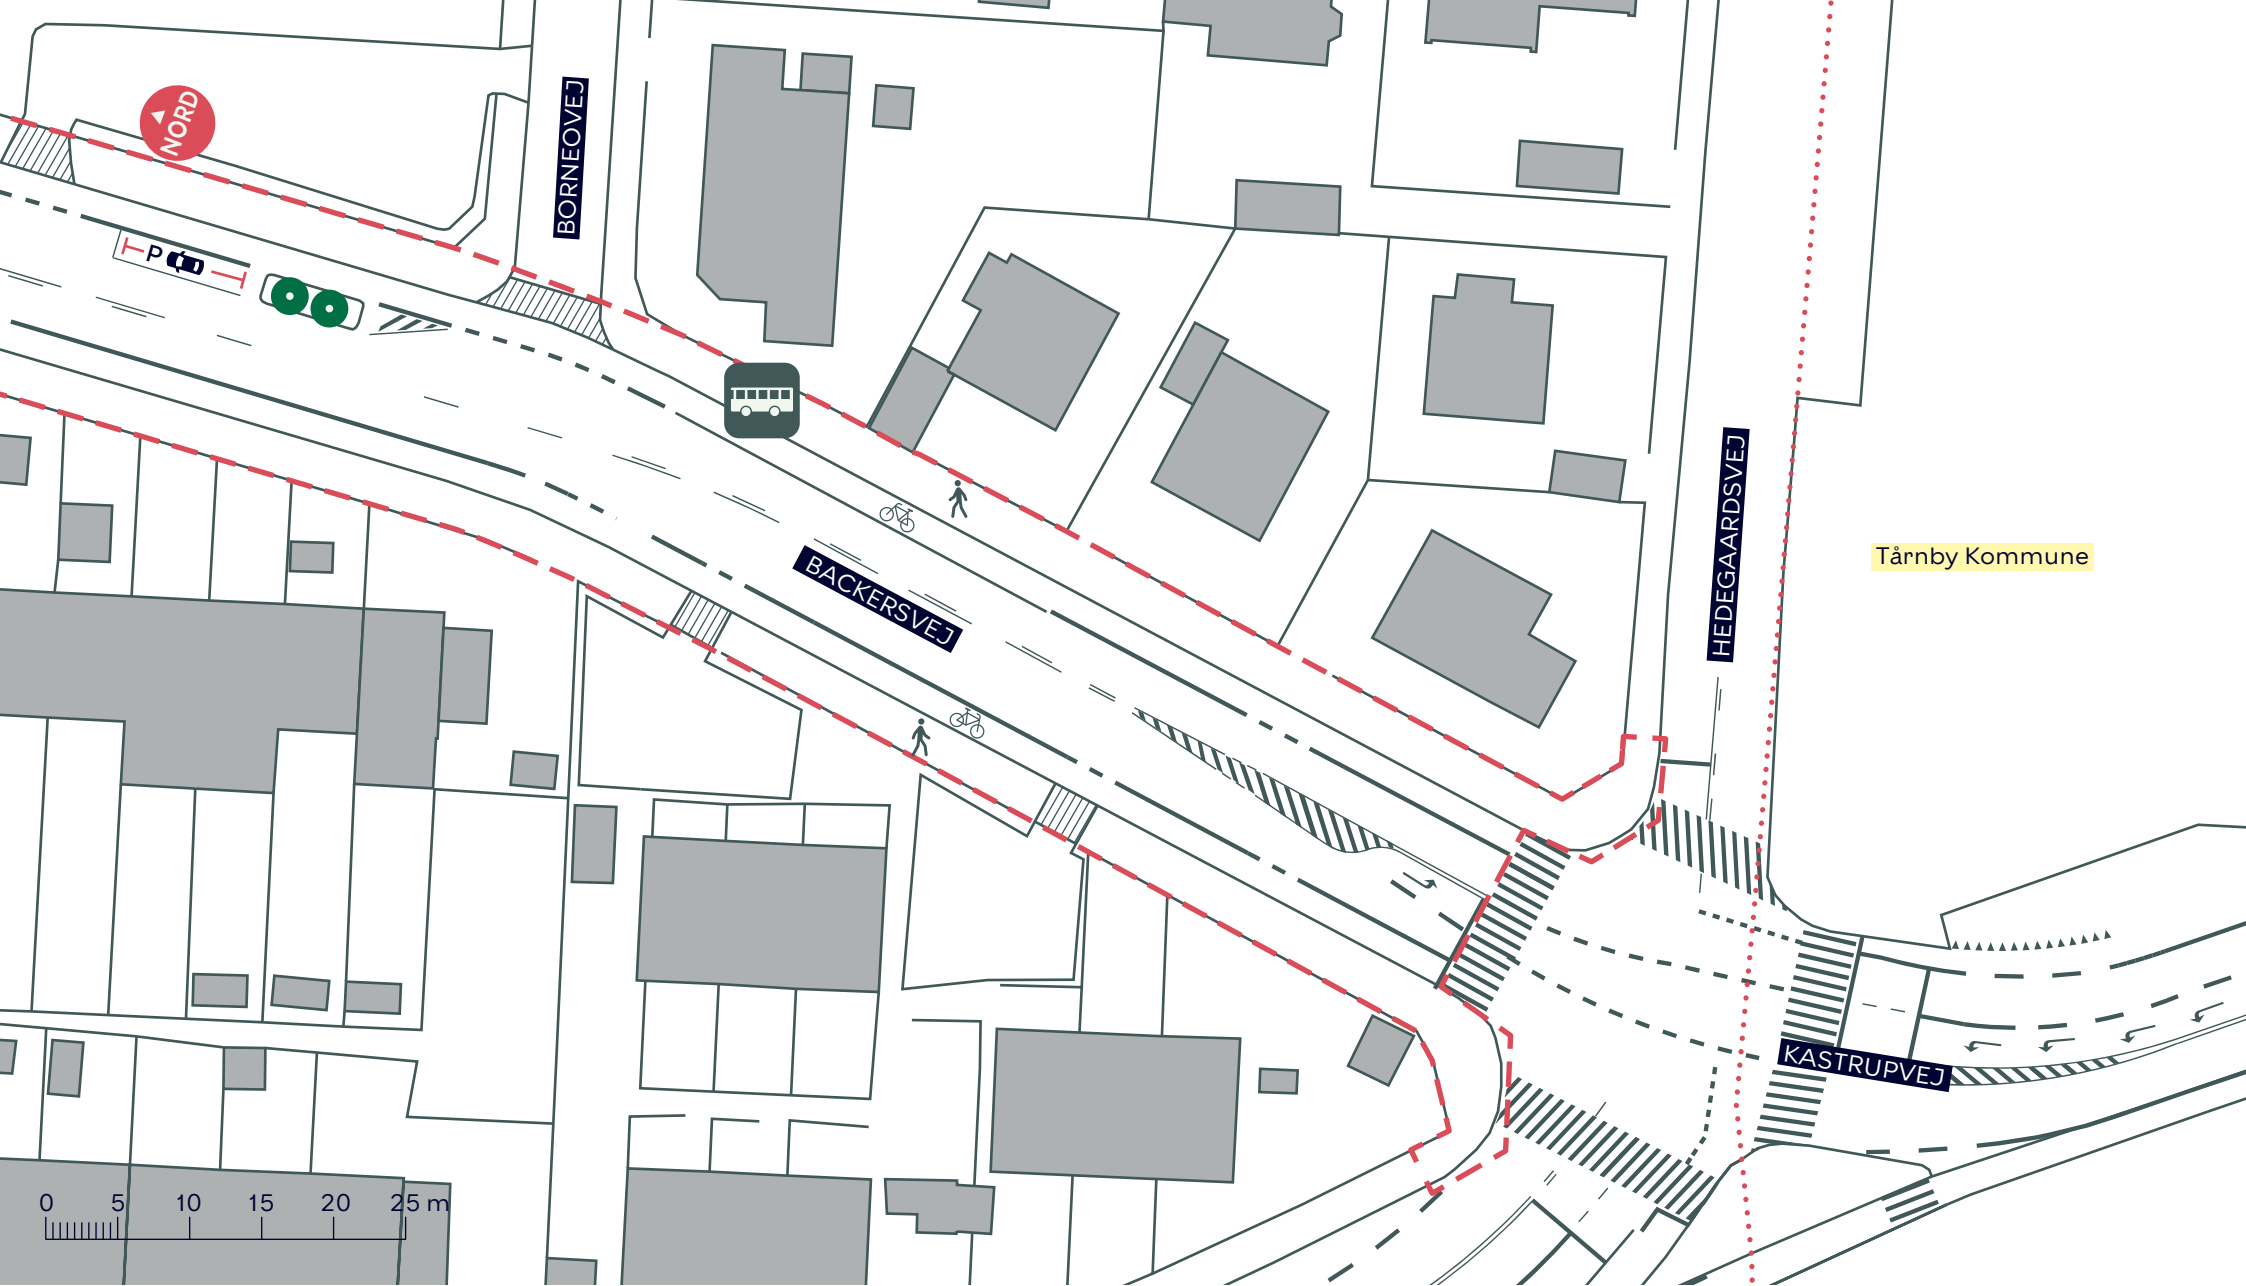 NORD
BORNEOVEJ
P
HEDEGAARDSVEJ
Tårnby Kommune
BACKERSVEJ
KASTRUPVEJ
0 5 10 15 20 25 m